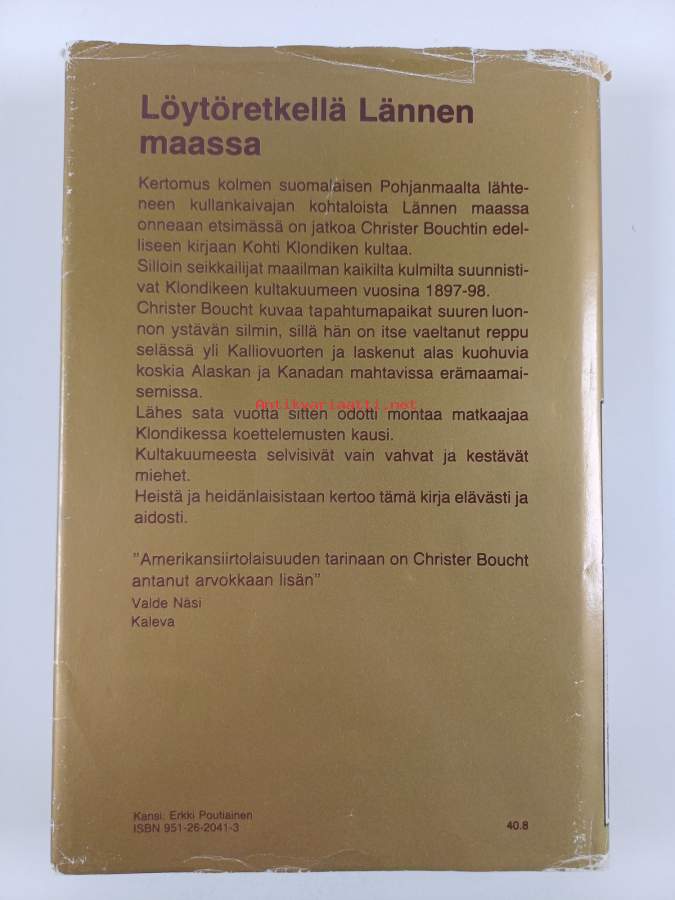 Löytöretkellä Lännen
maassa
Kertomus kolmen suomalaisen Pohjanmaalta lähte-
neen kullankaivajan kohtaloista Lännen maassa
onneaan etsimässä on jatkoa Christer Bouchtin edel-
liseen kirjaan Kohti Klondiken kultaa.
Silloin seikkailijat maailman kaikilta kulmilta suunnisti-
vat Klondikeen kultakuumeen vuosina 1897-98.
Christer Boucht kuvaa tapahtumapaikat suuren luon-
non ystävän silmin, sillä hän on itse vaeltanut reppu
selässä yli Kalliovuorten ja laskenut alas kuohuvia
koskia Alaskan ja Kanadan mahtavissa erämaamai-
semissa.
Antikvariaatti.net
Lähes sata vuotta sitten odotti montaa matkaajaa
Klondikessa koettelemusten kausi.
Kultakuumeesta selvisivät vain vahvat ja kestävät
miehet.
Heistä ja heidänlaisistaan kertoo tämä kirja elävästi ja
aidosti.
"Amerikansiirtolaisuuden tarinaan on Christer Boucht
antanut arvokkaan lisän"
Valde Näsi
Kaleva
Kansi: Erkki Poutiainen
ISBN 951-26-2041-3
40.8